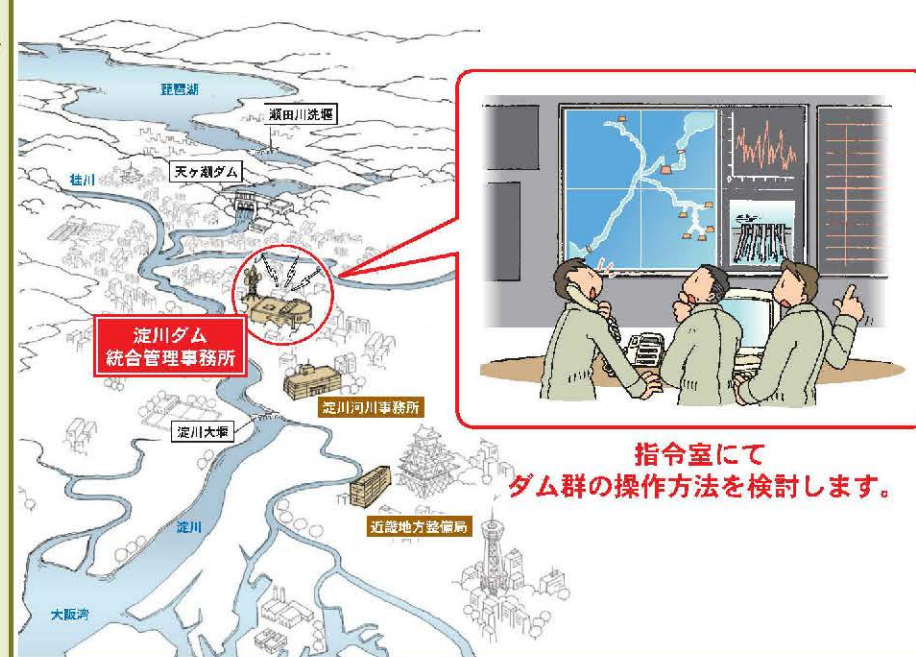 琵琶湖
瀬田川洗堰
天ヶ瀬ダム
桂川
淀川ダム
統合管理事務所
淀川河川事務所
淀川大堰
指令室にて
ダム群の操作方法を検討します。
近畿地方整備局
淀川
大阪湾